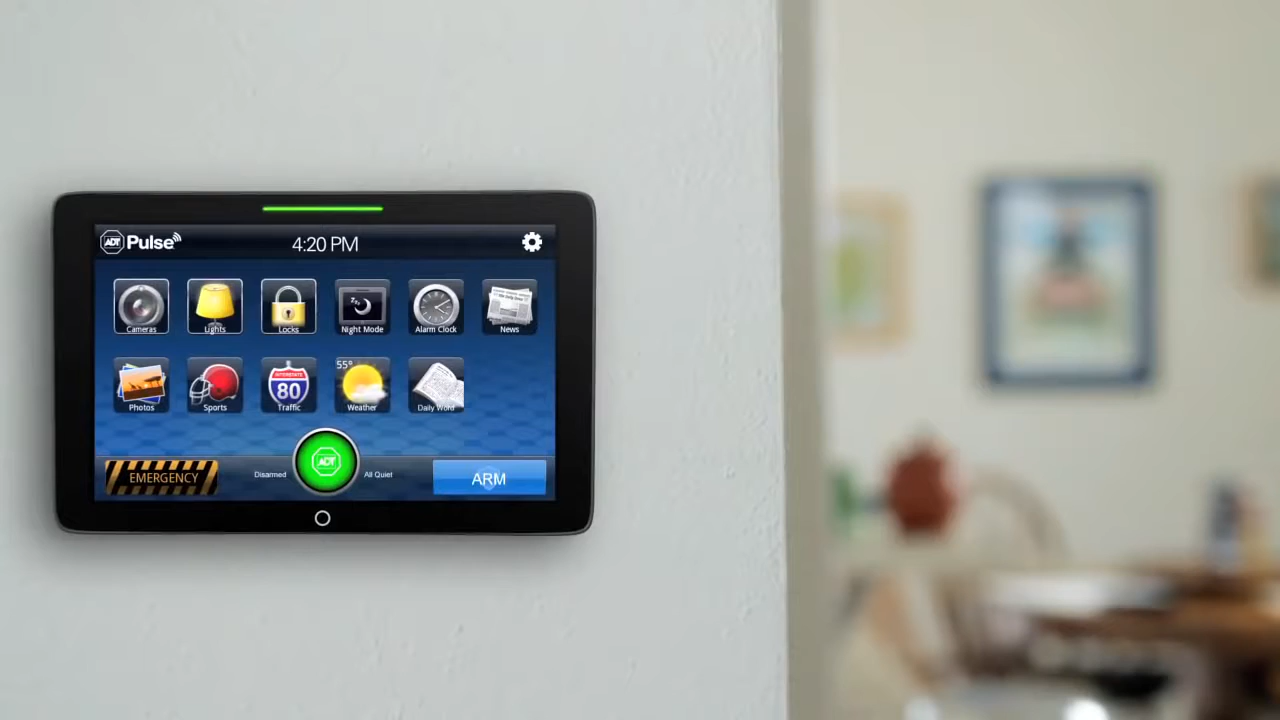 ADT Pulse 4:20 PM
Cameras Lights Locks Night Mode Alarm Clock News
55°
INTERSTATE
80
Photos Sports Traffic Weather Daily Word
EMERGENCY Disarmed ADT All Quiet ARM